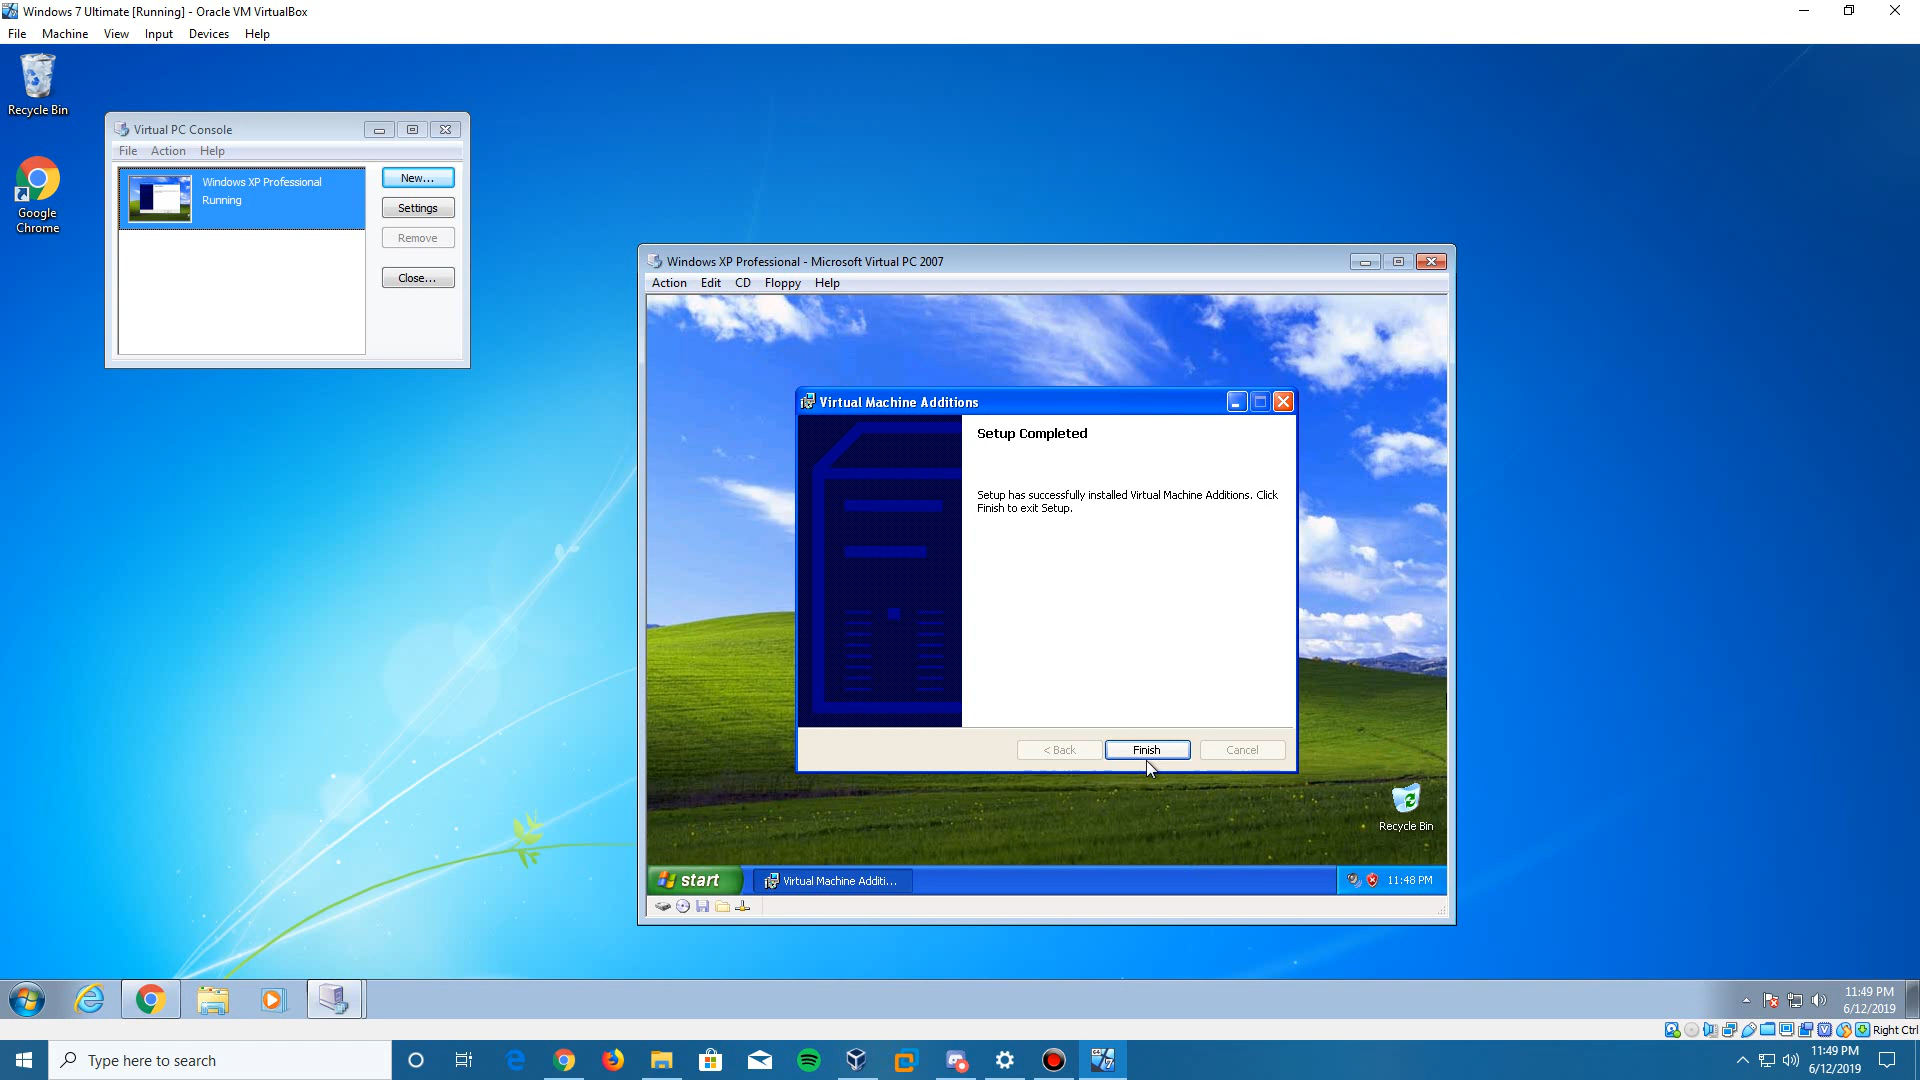 Windows 7 Ultimate [Running] - Oracle VM VirtualBox
File Machine View Input Devices Help
Recycle Bin
Google
Chrome
Virtual PC Console
File Action Help
Windows XP Professional
Running
New...
Settings
Remove
Close...
Windows XP Professional - Microsoft Virtual PC 2007
Action Edit CD Floppy Help
Virtual Machine Additions
Setup Completed
Setup has successfully installed Virtual Machine Additions. Click
Finish to exit Setup.
< Back Finish Cancel
Recycle Bin
start Virtual Machine Additi... 11:48 PM
11:49 PM
6/12/2019
Right Ctrl
Type here to search
11:49 PM
6/12/2019